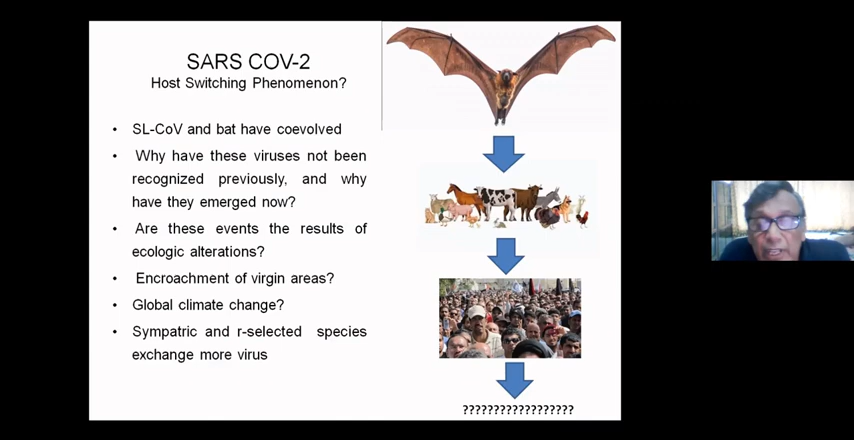 SARS COV-2
Host Switching Phenomenon?
• SL-CoV and bat have coevolved
• Why have these viruses not been
recognized previously, and why
have they emerged now?
• Are these events the results of
ecologic alterations?
• Encroachment of virgin areas?
• Global climate change?
• Sympatric and r-selected species
exchange more virus
??????????????????